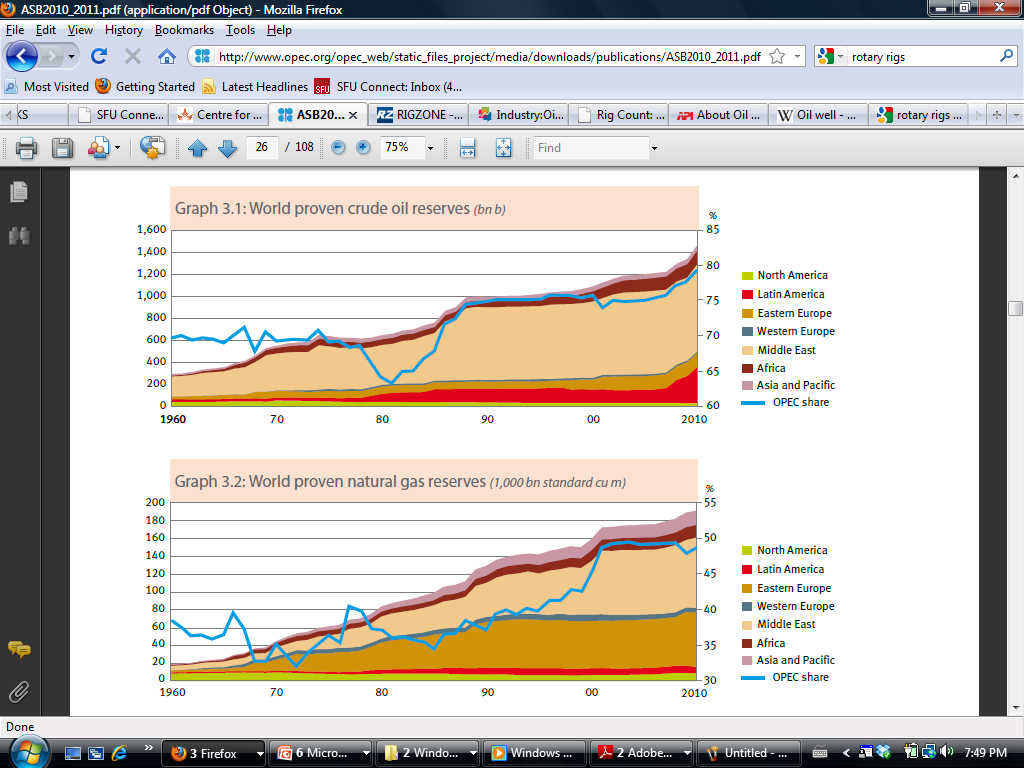 ASB2010_2011.pdf (application/pdf Object) - Mozilla Firefox
File Edit View History Bookmarks Tools Help
http://www.opec.org/opec_web/static_files_project/media/downloads/publications/ASB2010_2011.pdf rotary rigs
Most Visited Getting Started Latest Headlines SFU SFU Connect: Inbox (4...
KS SFU Conne... Centre for ... ASB20... RZ RIGZONE -... Industry:Oi... Rig Count: ... API About Oil ... W Oil well - ... rotary rigs ...
26 / 108 75% Find
Graph 3.1: World proven crude oil reserves (bn b)
%
1,600 85
1,400
80
1,200
1,000 75
800
70
600
400 65
200
0 60
1960 70 80 90 00 2010
North America
Latin America
Eastern Europe
Western Europe
Middle East
Africa
Asia and Pacific
OPEC share
Graph 3.2: World proven natural gas reserves (1,000 bn standard cu m)
%
200 55
180
160 50
140
120 45
100
80 40
60
40 35
20
0 30
1960 70 80 90 00 2010
North America
Latin America
Eastern Europe
Western Europe
Middle East
Africa
Asia and Pacific
OPEC share
Done
» 3 Firefox 6 Micro... 2 Windo... Windows ... 2 Adobe... Untitled - ... < 7:49 PM